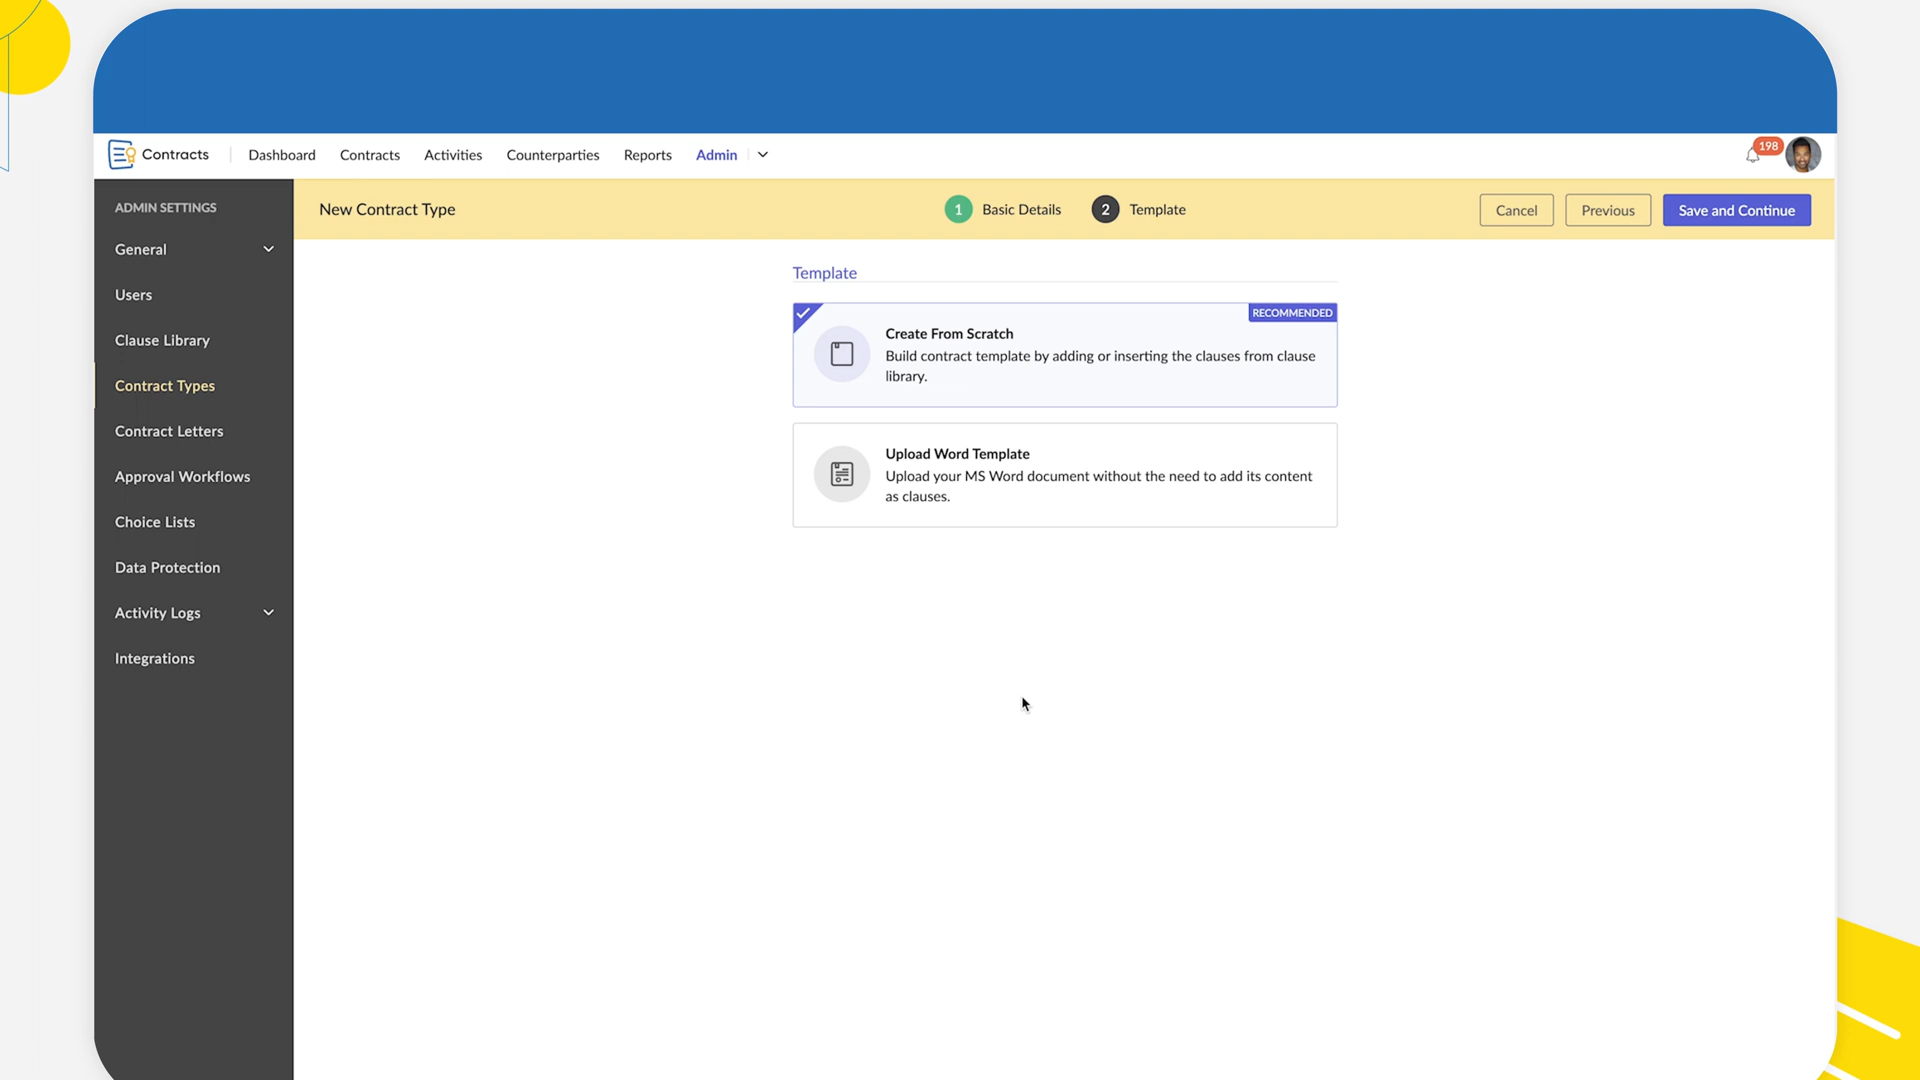 Contracts
Dashboard
Contracts
Activities
Counterparties
Reports
Admin
198
ADMIN SETTINGS
General
Users
Clause Library
Contract Types
Contract Letters
Approval Workflows
Choice Lists
Data Protection
Activity Logs
Integrations
New Contract Type
1 Basic Details
2 Template
Cancel
Previous
Save and Continue
Template
RECOMMENDED
Create From Scratch
Build contract template by adding or inserting the clauses from clause
library.
Upload Word Template
Upload your MS Word document without the need to add its content
as clauses.